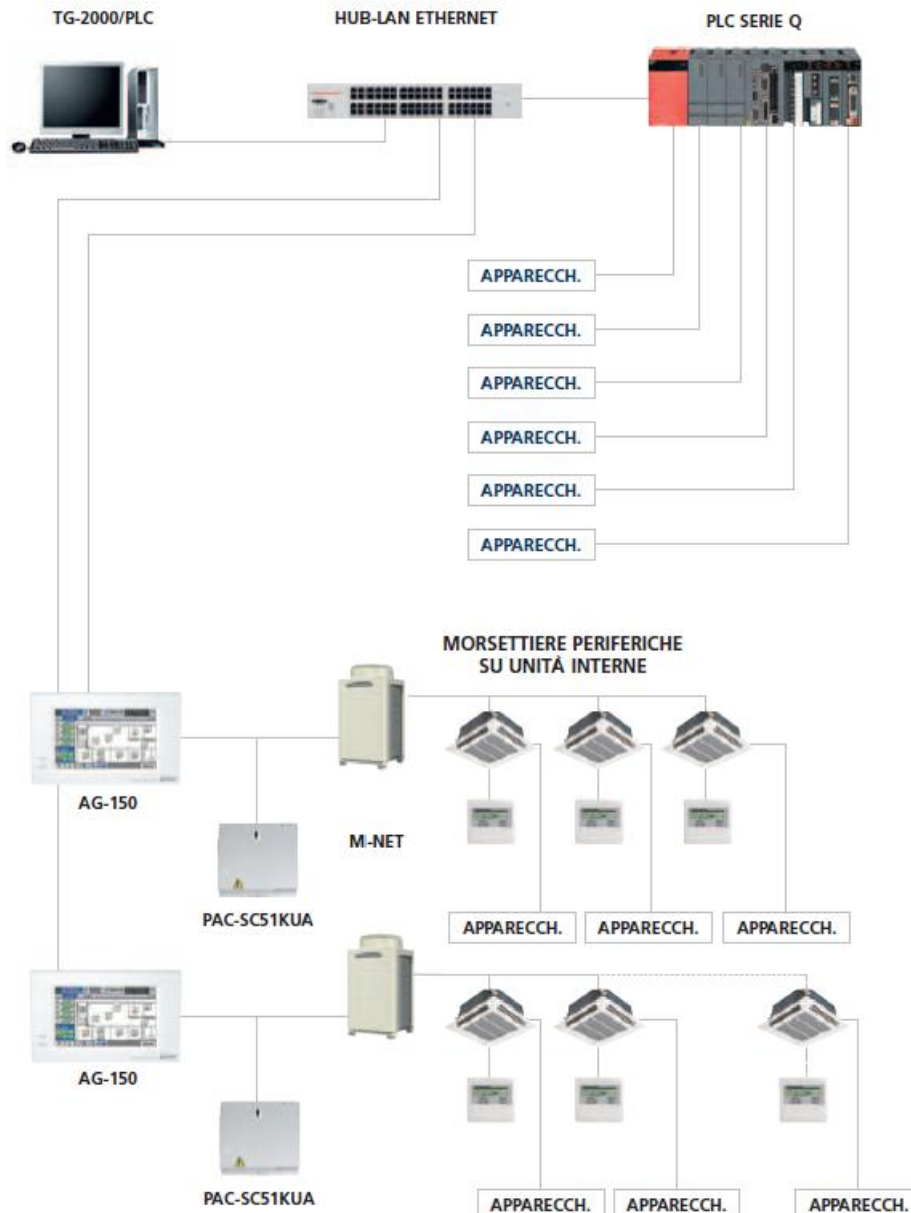 TG-2000/PLC
HUB-LAN ETHERNET
PLC SERIE Q
APPARECCH.
APPARECCH.
APPARECCH.
APPARECCH.
APPARECCH.
APPARECCH.
MORSETTIERE PERIFERICHE
SU UNITÀ INTERNE
AG-150
M-NET
PAC-SC51KUA
APPARECCH.
APPARECCH.
APPARECCH.
AG-150
PAC-SC51KUA
APPARECCH.
APPARECCH.
APPARECCH.